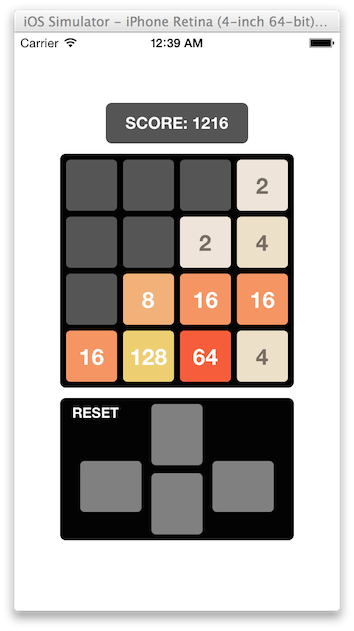 iOS Simulator – iPhone Retina (4-inch 64-bit)...
Carrier 12:39 AM
SCORE: 1216
2
2 4
8 16 16
16 128 64 4
RESET